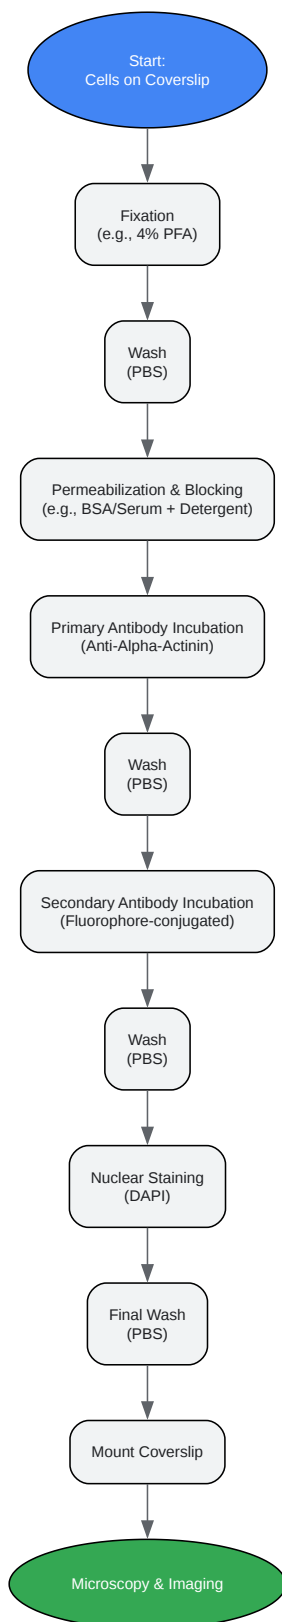 Start:
Cells on Coverslip
Fixation
(e.g., 4% PFA)
Wash
(PBS)
Permeabilization & Blocking
(e.g., BSA/Serum + Detergent)
Primary Antibody Incubation
(Anti-Alpha-Actinin)
Wash
(PBS)
Secondary Antibody Incubation
(Fluorophore-conjugated)
Wash
(PBS)
Nuclear Staining
(DAPI)
Final Wash
(PBS)
Mount Coverslip
Microscopy & Imaging